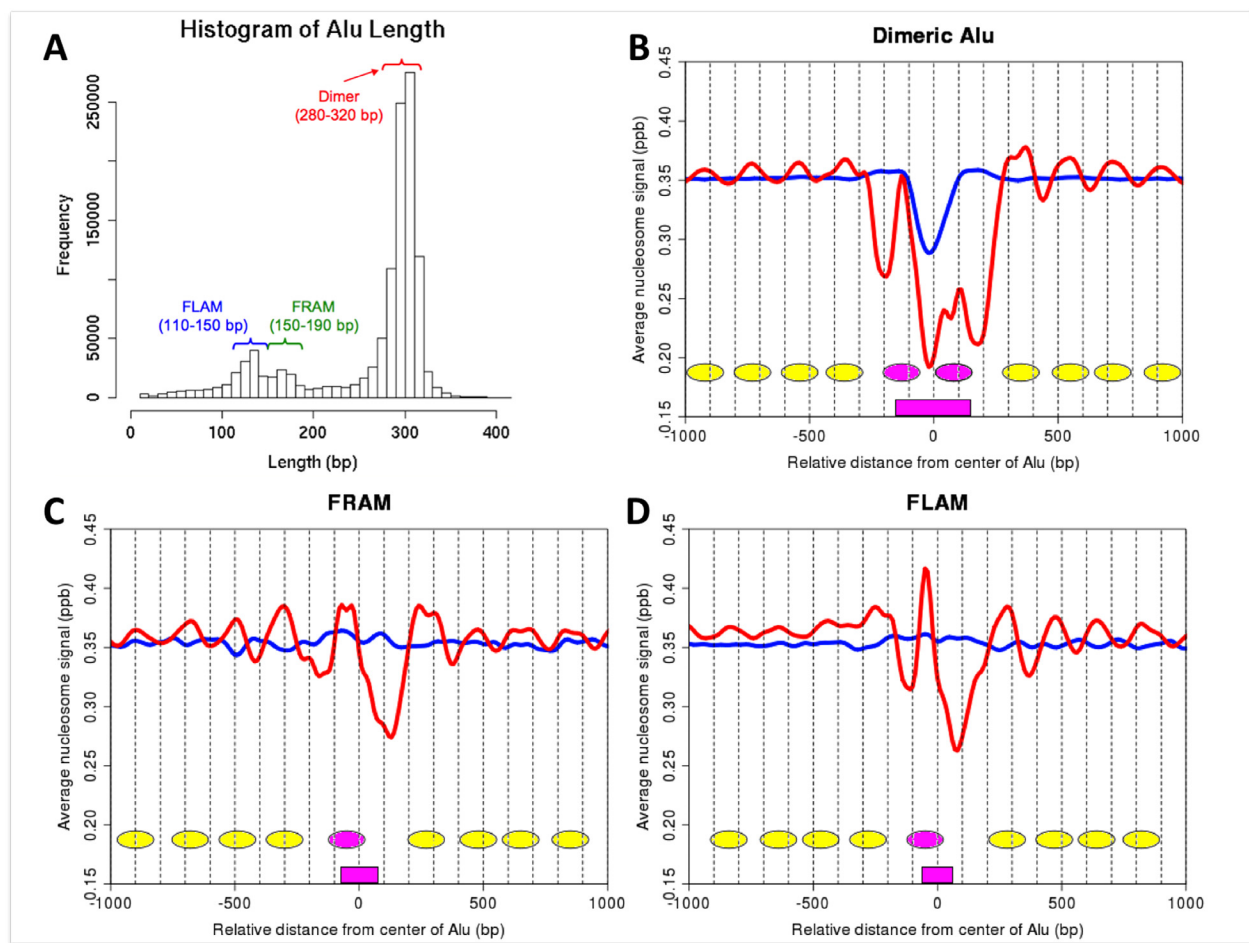 A
Histogram of Alu Length
Frequency
0
50000
150000
250000
Dimer
(280-320 bp)
FLAM
(110-150 bp)
FRAM
(150-190 bp)
0 100 200 300 400
Length (bp)
B
Dimeric Alu
Average nucleosome signal (ppb)
0.15 0.20 0.25 0.30 0.35 0.40 0.45
-1000 -500 0 500 1000
Relative distance from center of Alu (bp)
C
FRAM
Average nucleosome signal (ppb)
0.15 0.20 0.25 0.30 0.35 0.40 0.45
-1000 -500 0 500 1000
Relative distance from center of Alu (bp)
D
FLAM
Average nucleosome signal (ppb)
0.15 0.20 0.25 0.30 0.35 0.40 0.45
-1000 -500 0 500 1000
Relative distance from center of Alu (bp)